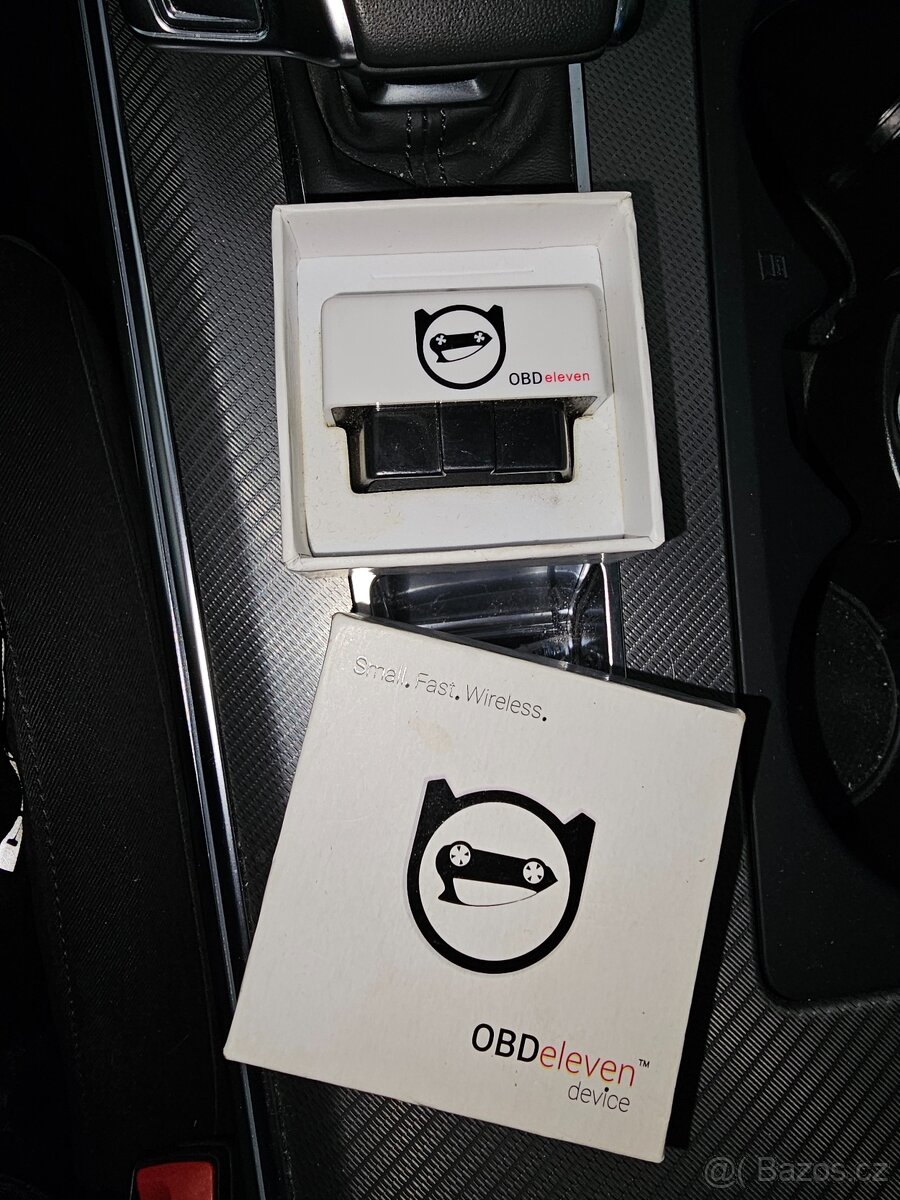 OBDeleven
Small. Fast. Wireless.
OBDeleven™
device
@( Bazos.cz